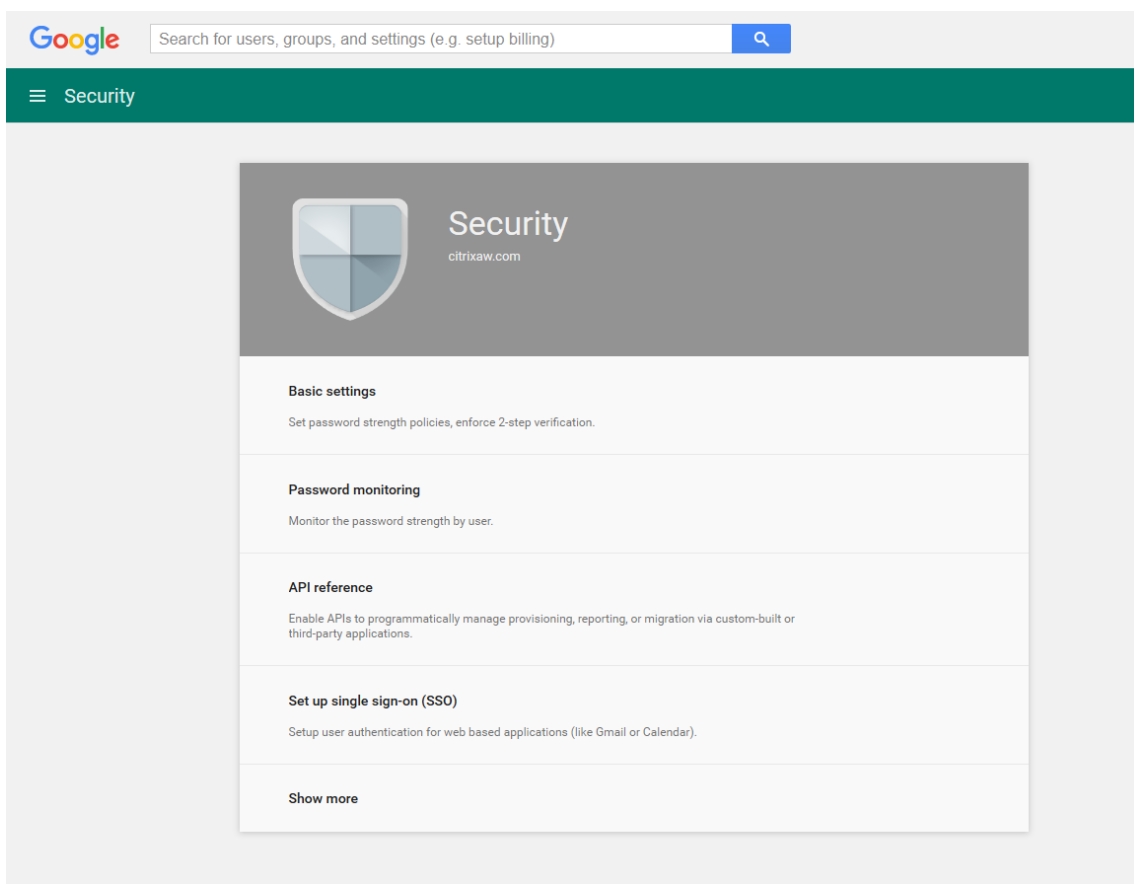 Google
Search for users, groups, and settings (e.g. setup billing)
Security
Security
citrixaw.com
Basic settings
Set password strength policies, enforce 2-step verification.
Password monitoring
Monitor the password strength by user.
API reference
Enable APIs to programmatically manage provisioning, reporting, or migration via custom-built or
third-party applications.
Set up single sign-on (SSO)
Setup user authentication for web based applications (like Gmail or Calendar).
Show more